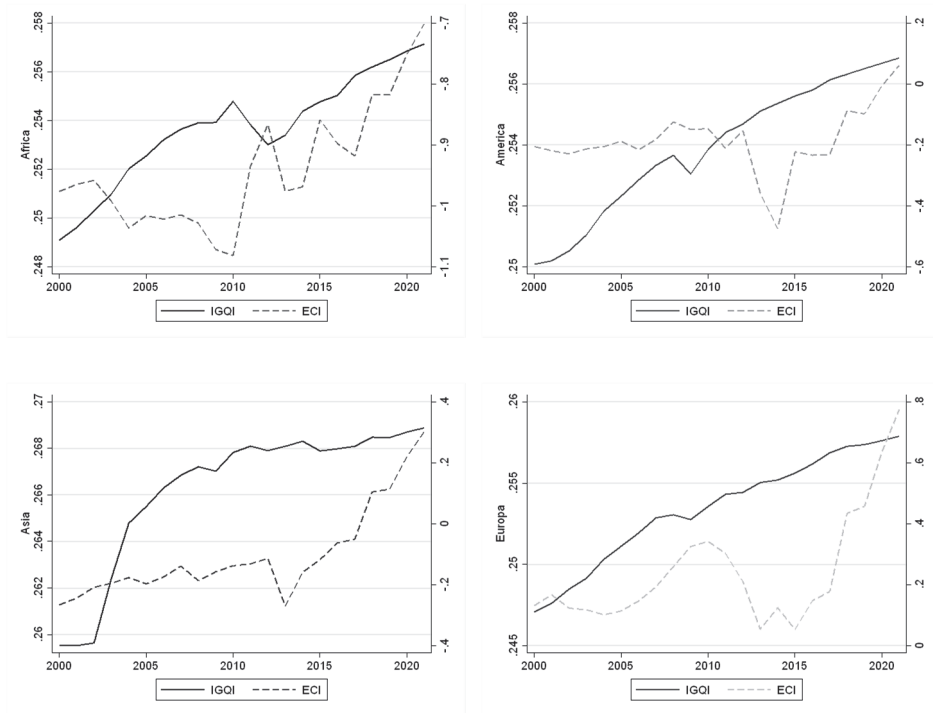 Africa
.248 .25 .252 .254 .256 .258
-1.1 -1 -.9 -.8 -.7
2000 2005 2010 2015 2020
IGQI ECI
America
.25 .252 .254 .256 .258
-.6 -.4 -.2 0 .2
2000 2005 2010 2015 2020
IGQI ECI
Asia
.26 .262 .264 .266 .268 .27
-.4 -.2 0 .2 .4
2000 2005 2010 2015 2020
IGQI ECI
Europa
.245 .25 .255 .26
0 .2 .4 .6 .8
2000 2005 2010 2015 2020
IGQI ECI